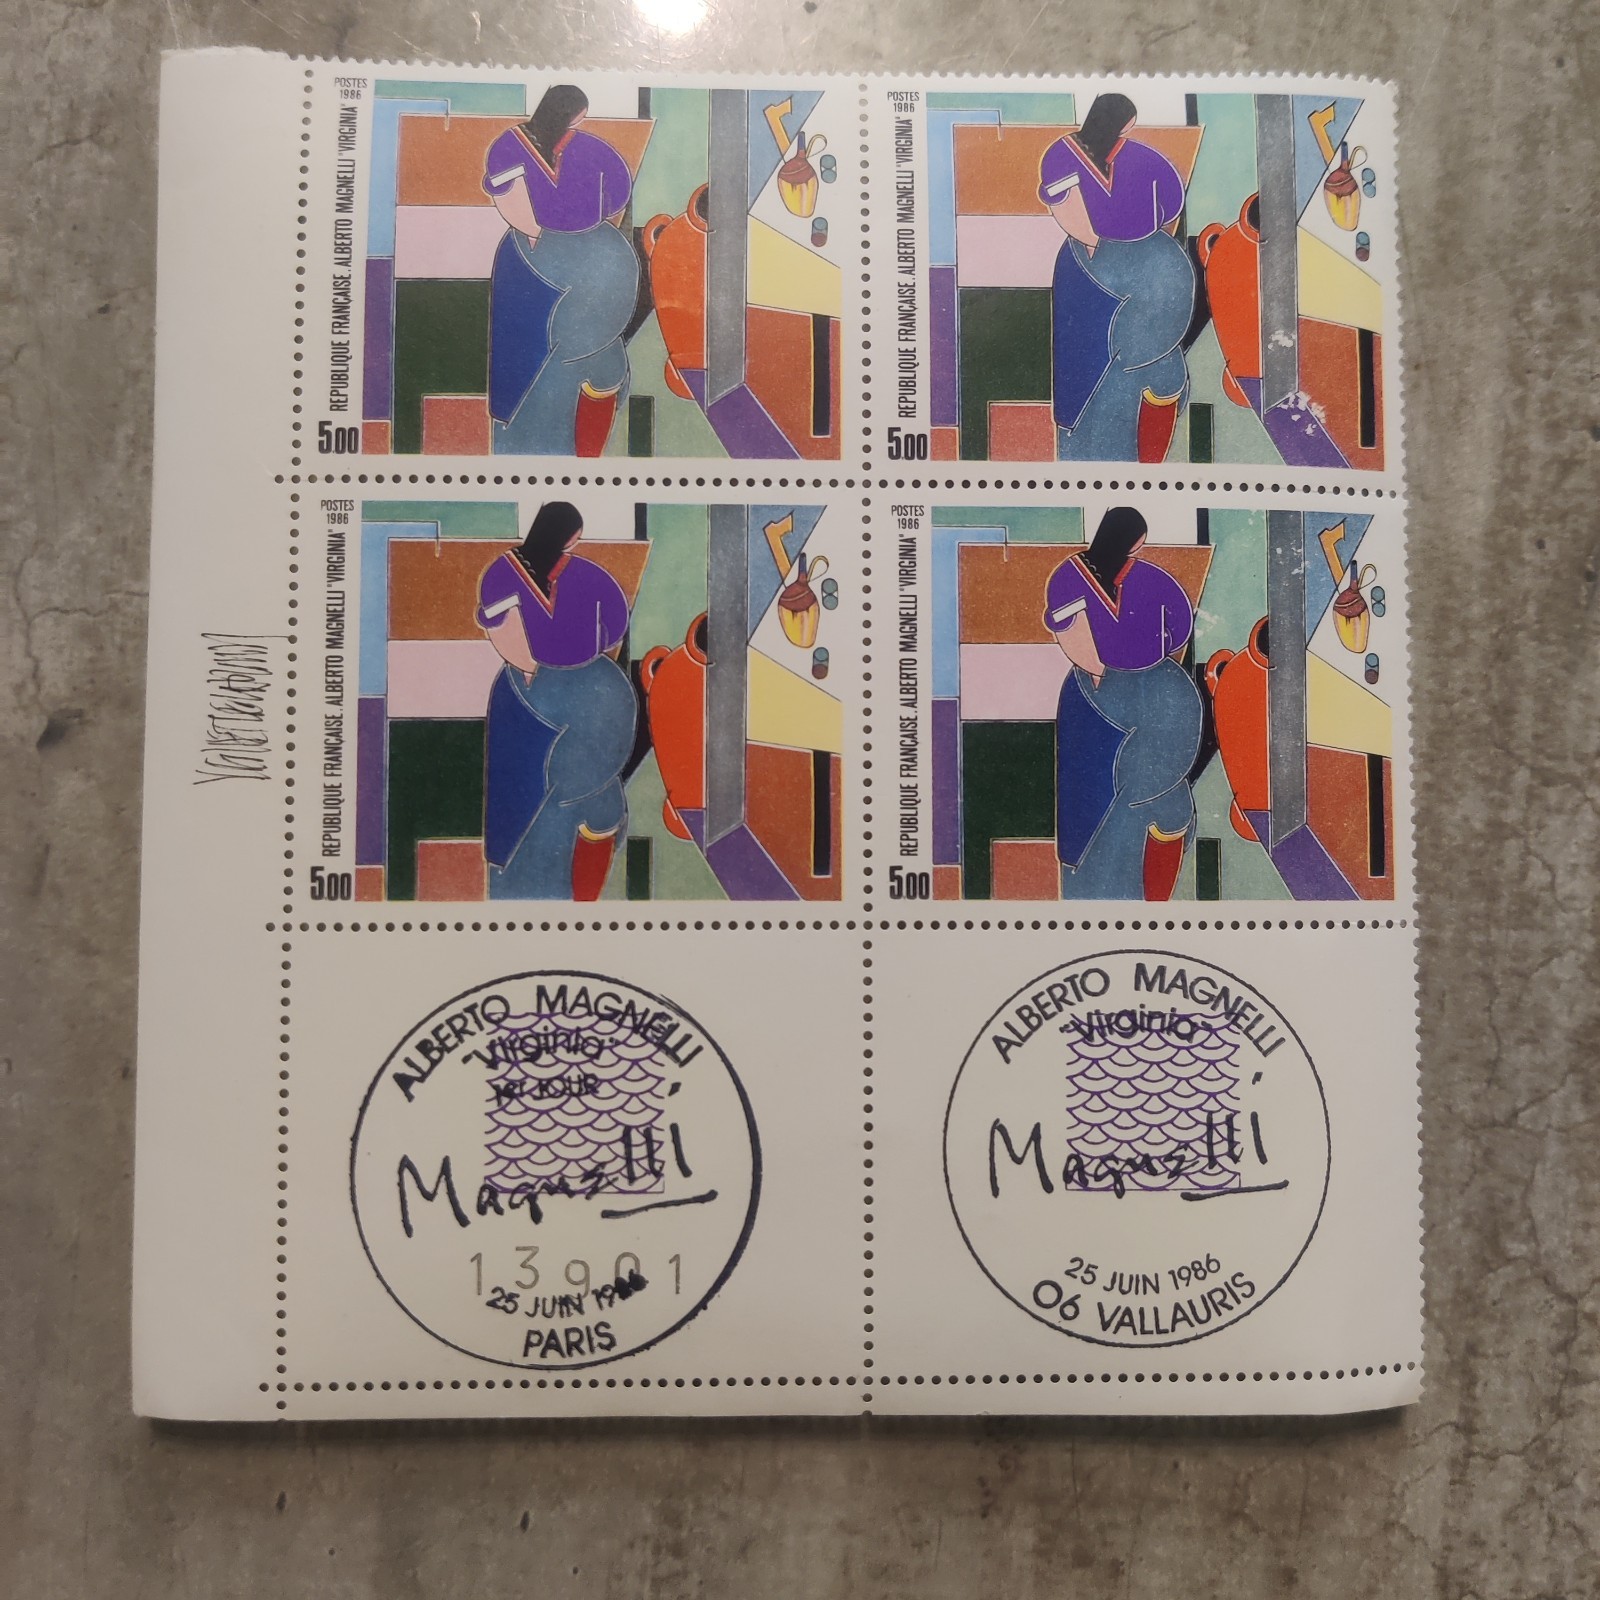 POSTES
1986
REPUBLIQUE FRANÇAISE. ALBERTO MAGNELLI "VIRGINIA"
5.00
POSTES
1986
REPUBLIQUE FRANÇAISE. ALBERTO MAGNELLI "VIRGINIA"
5.00
POSTES
1986
REPUBLIQUE FRANÇAISE. ALBERTO MAGNELLI "VIRGINIA"
5.00
POSTES
1986
REPUBLIQUE FRANÇAISE. ALBERTO MAGNELLI "VIRGINIA"
5.00
ALBERTO MAGNELLI
"Virginia"
1er JOUR
Magnelli
13901
25 JUIN 1986
PARIS
ALBERTO MAGNELLI
"Virginia"
Magnelli
25 JUIN 1986
06 VALLAURIS